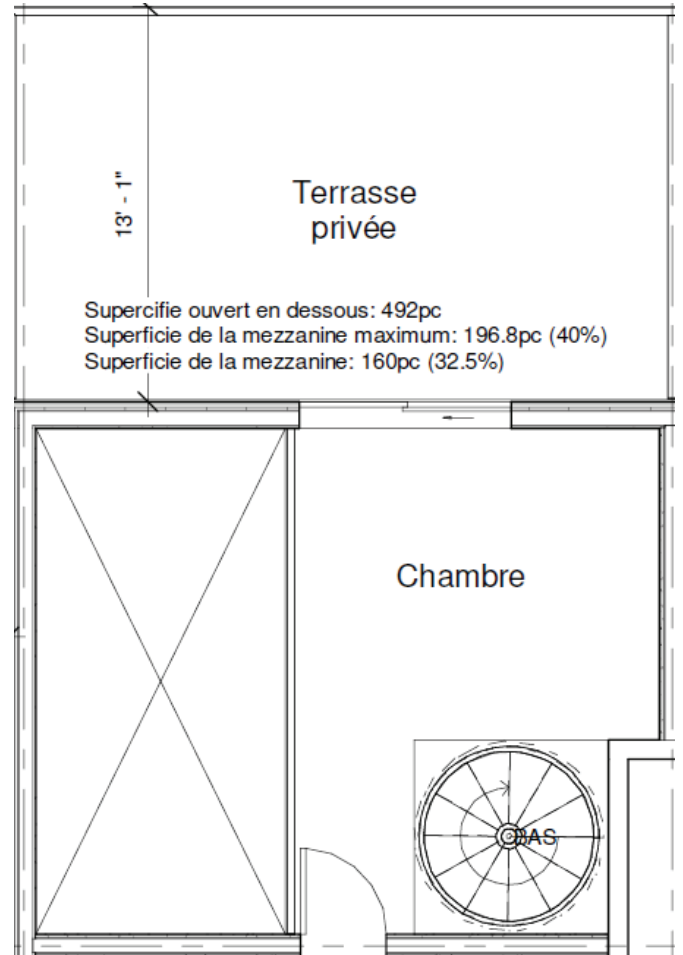 13' - 1"
Terrasse
privée
Supercifie ouvert en dessous: 492pc
Superficie de la mezzanine maximum: 196.8pc (40%)
Superficie de la mezzanine: 160pc (32.5%)
Chambre
BAS